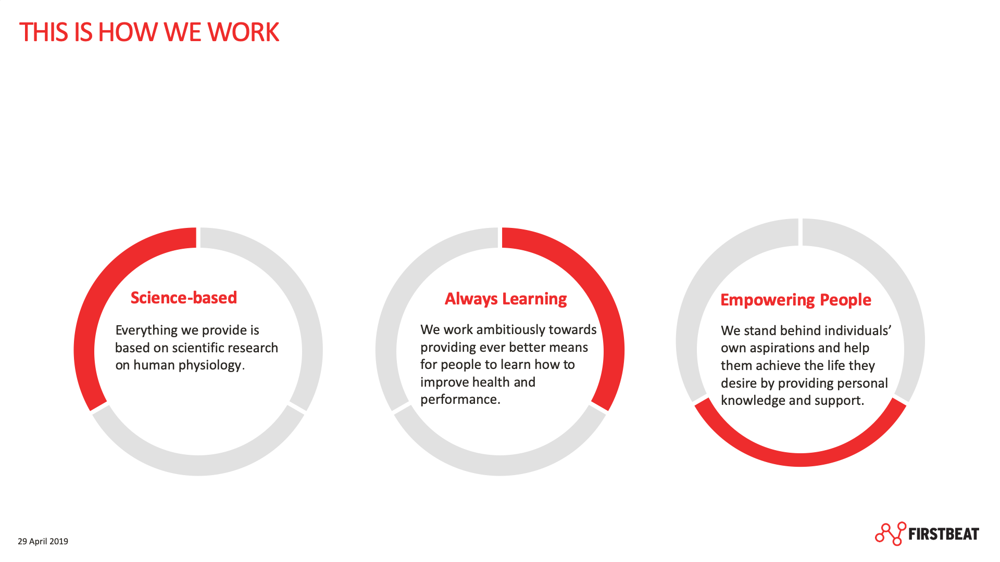 THIS IS HOW WE WORK
Science-based
Everything we provide is
based on scientific research
on human physiology.
Always Learning
We work ambitiously towards
providing ever better means
for people to learn how to
improve health and
performance.
Empowering People
We stand behind individuals’
own aspirations and help
them achieve the life they
desire by providing personal
knowledge and support.
29 April 2019
FIRSTBEAT